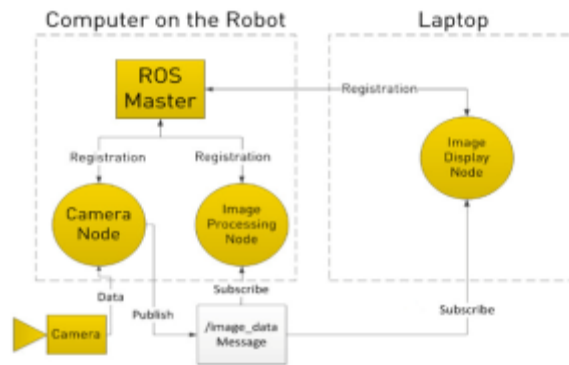 Computer on the Robot
Laptop
ROS
Master
Registration
Registration
Registration
Image
Display
Node
Camera
Node
Image
Processing
Node
Data
Publish
Subscribe
Subscribe
Camera
/image_data
Message